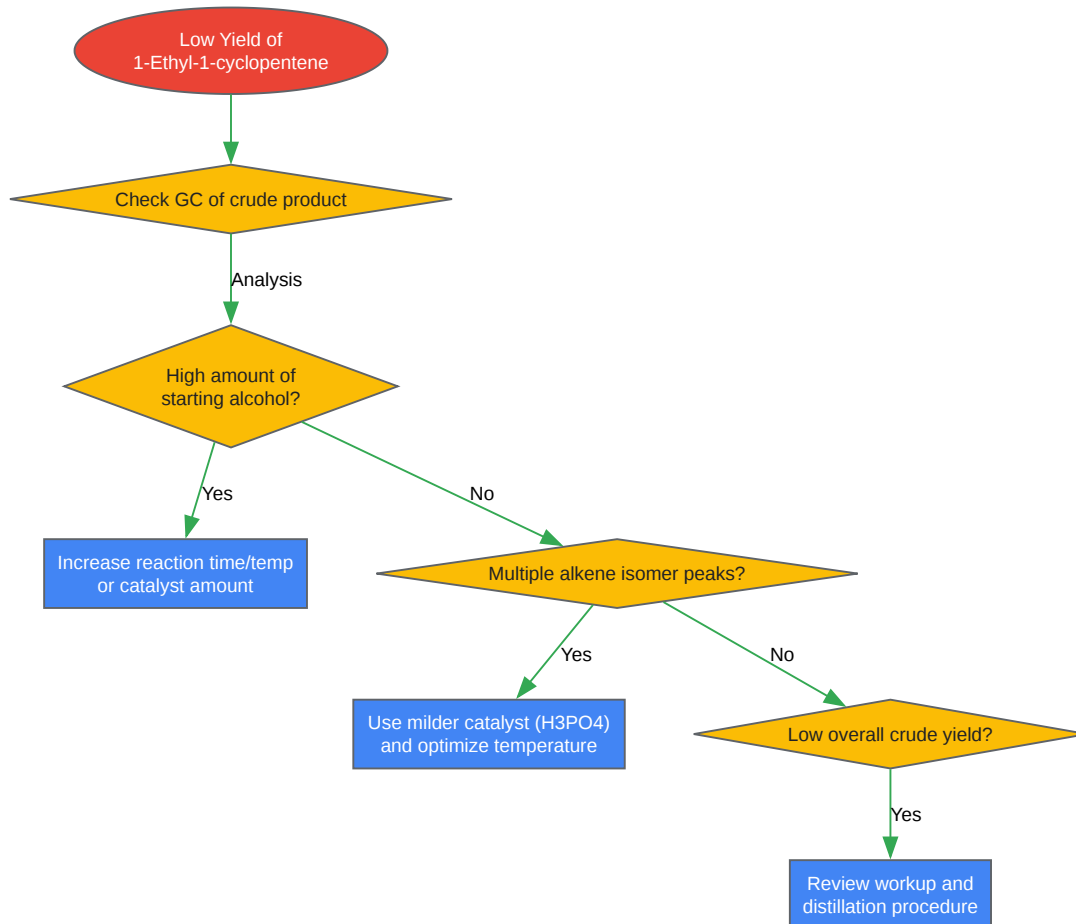 Low Yield of
1-Ethyl-1-cyclopentene
Check GC of crude product
Analysis
High amount of
starting alcohol?
Yes
No
Increase reaction time/temp
or catalyst amount
Multiple alkene isomer peaks?
Yes
No
Use milder catalyst (H3PO4)
and optimize temperature
Low overall crude yield?
Yes
Review workup and
distillation procedure